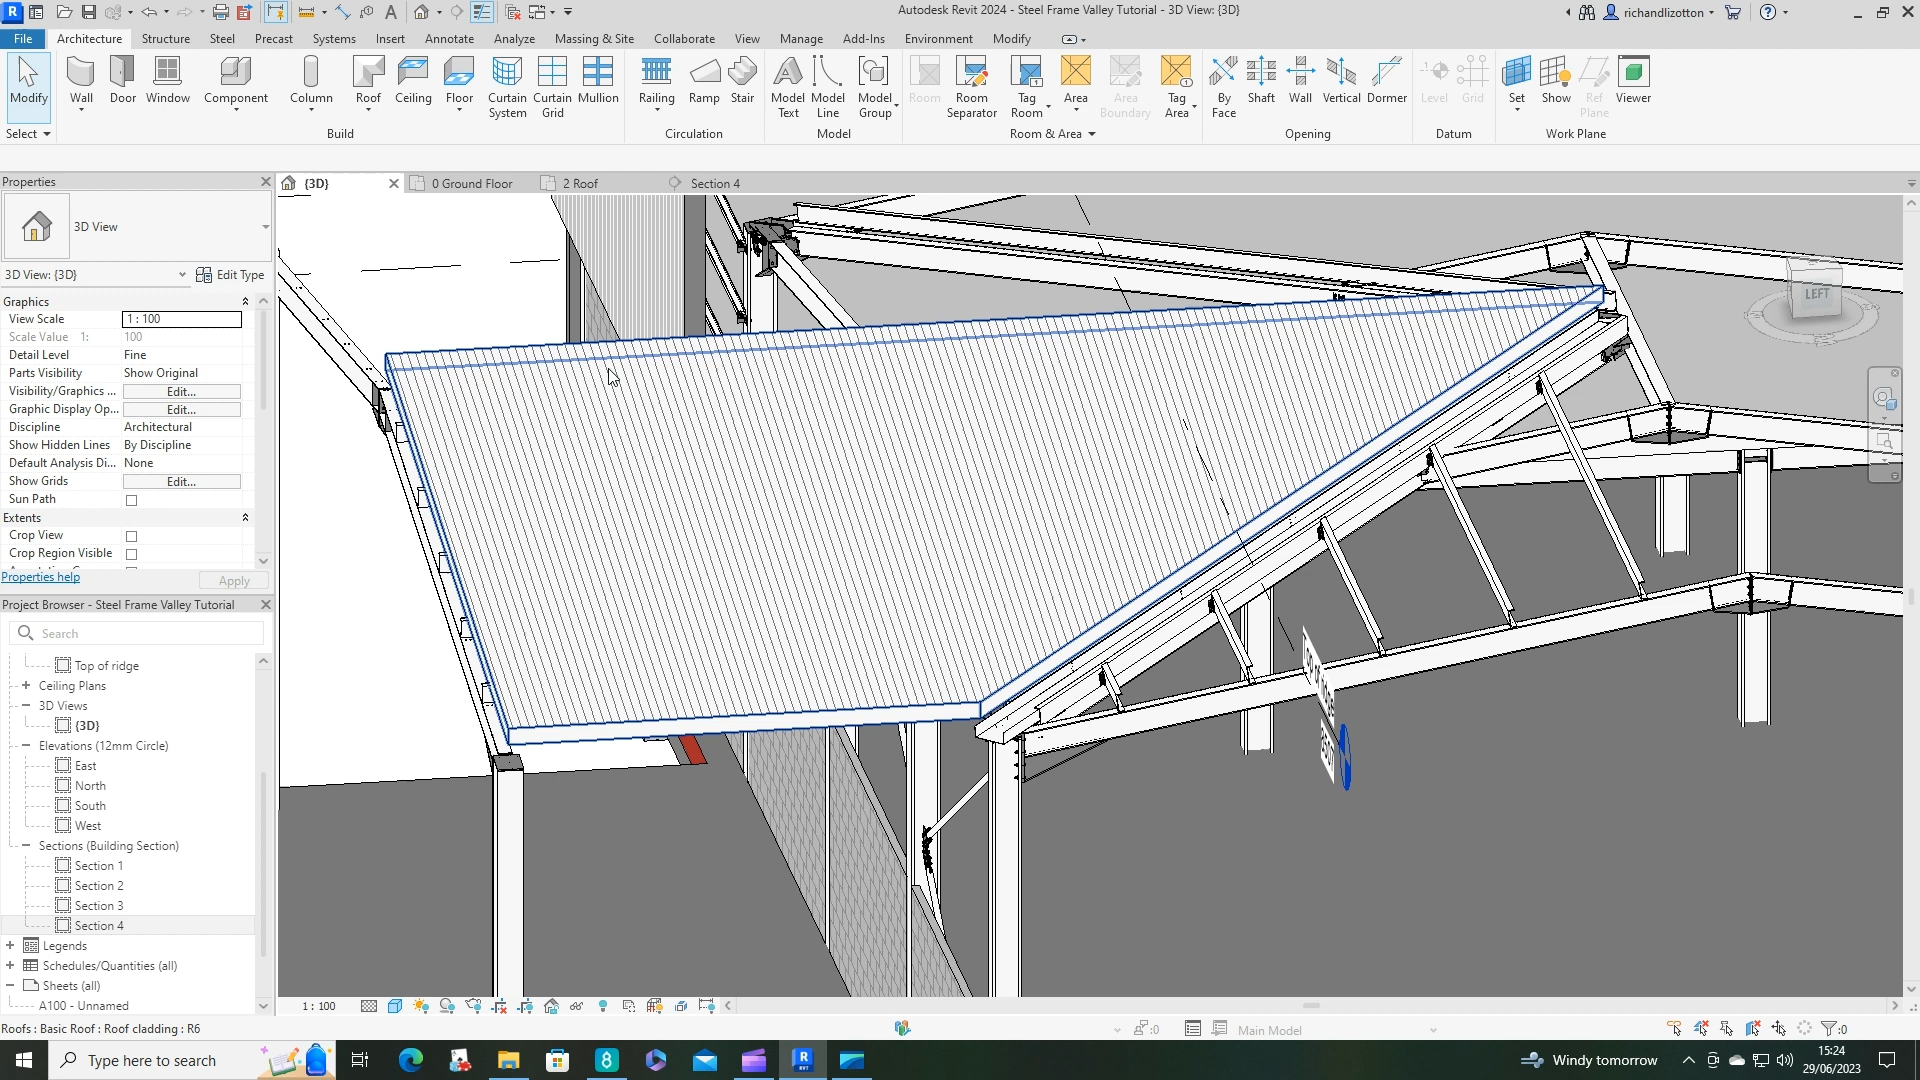 Autodesk Revit 2024 - Steel Frame Valley Tutorial - 3D View: {3D}
richandlizotton
File Architecture Structure Steel Precast Systems Insert Annotate Analyze Massing & Site Collaborate View Manage Add-Ins Environment Modify
Modify Wall Door Window Component Column Roof Ceiling Floor Curtain System Curtain Grid Mullion Railing Ramp Stair Model Text Model Line Model Group Room Room Separator Tag Room Area Area Boundary Tag Area By Face Shaft Wall Vertical Dormer Level Grid Set Show Ref Plane Viewer
Select Build Circulation Model Room & Area Opening Datum Work Plane
Properties
{3D} 0 Ground Floor 2 Roof Section 4
3D View
3D View: {3D} Edit Type
Graphics
View Scale 1 : 100
Scale Value 1: 100
Detail Level Fine
Parts Visibility Show Original
Visibility/Graphics ... Edit...
Graphic Display Op... Edit...
Discipline Architectural
Show Hidden Lines By Discipline
Default Analysis Di... None
Show Grids Edit...
Sun Path
Extents
Crop View
Crop Region Visible
Properties help Apply
Project Browser - Steel Frame Valley Tutorial
Search
Top of ridge
Ceiling Plans
3D Views
{3D}
Elevations (12mm Circle)
East
North
South
West
Sections (Building Section)
Section 1
Section 2
Section 3
Section 4
Legends
Schedules/Quantities (all)
Sheets (all)
A100 - Unnamed
LEFT
Top of ridge
1 : 100
Roofs : Basic Roof : Roof cladding : R6
:0
Main Model
:0
Type here to search
Windy tomorrow
15:24
29/06/2023